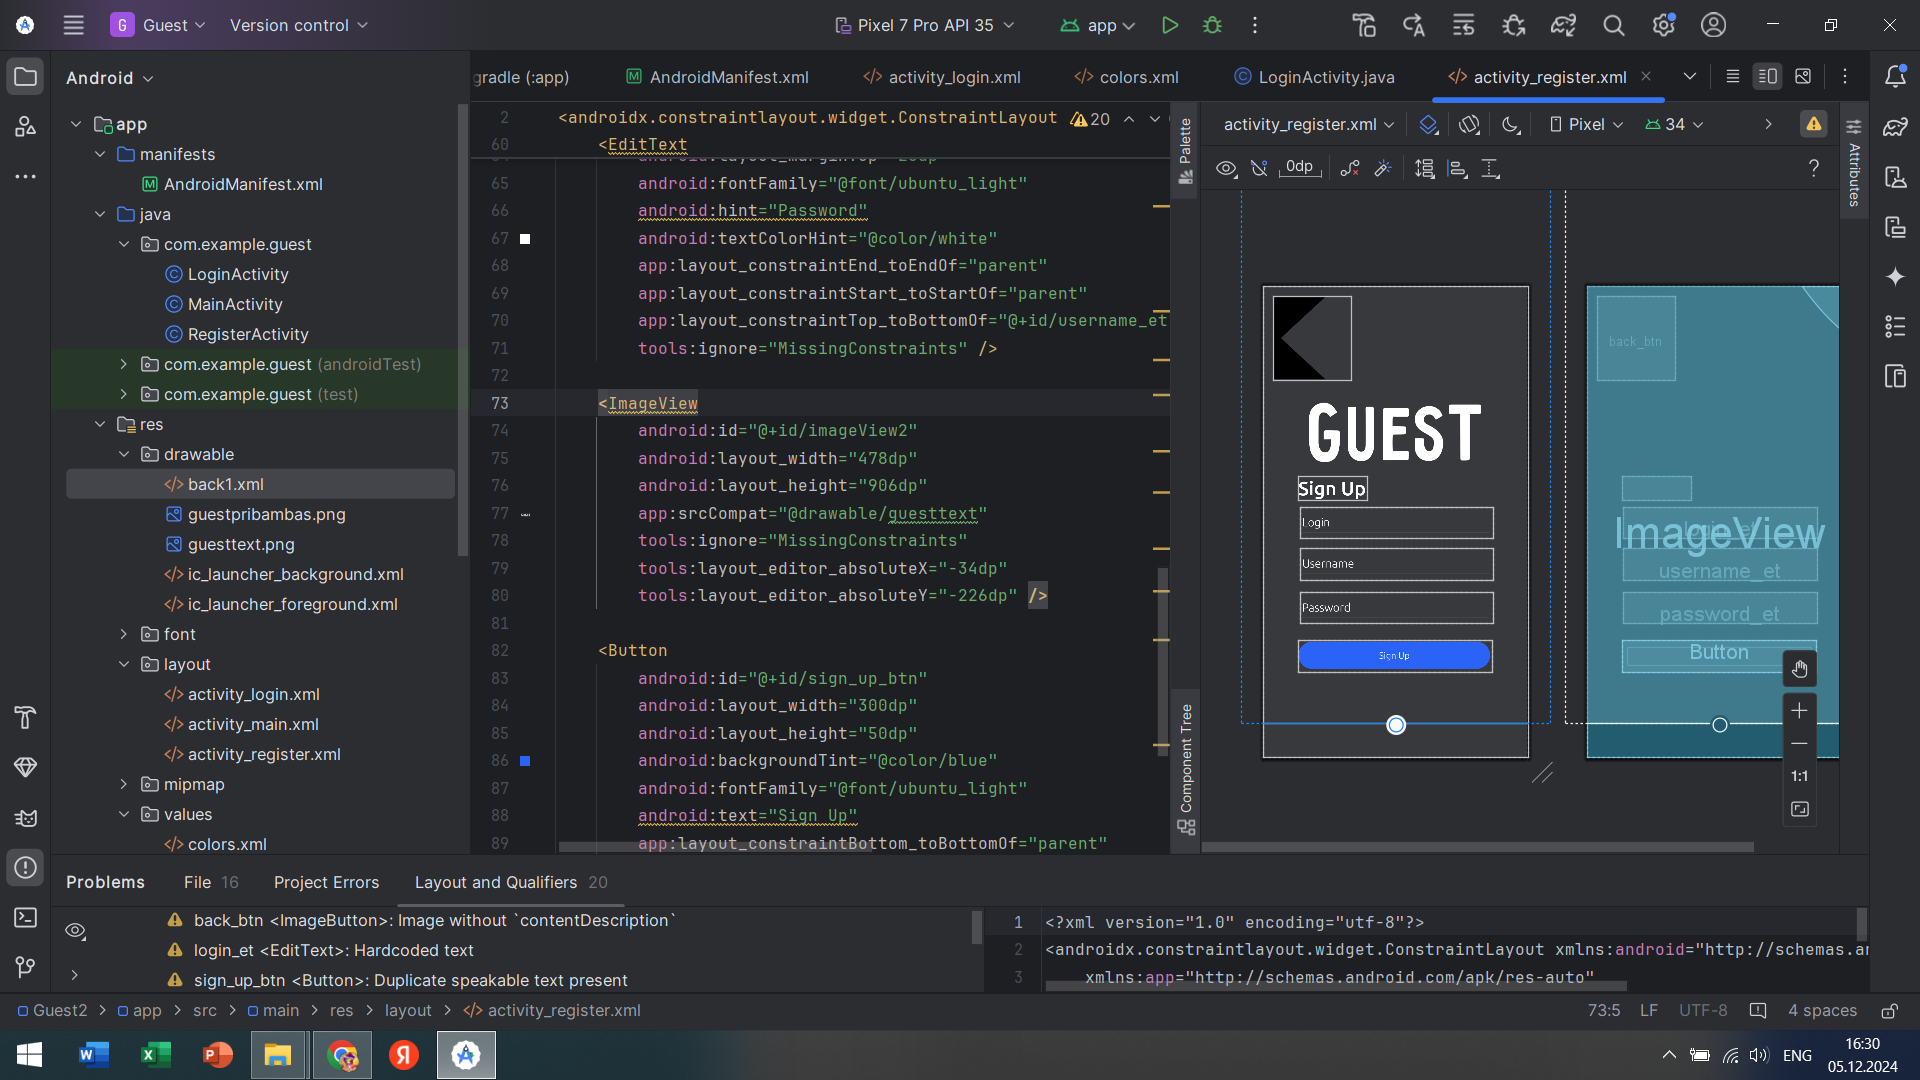 G Guest
Version control
Pixel 7 Pro API 35
app
Android
gradle (:app)
AndroidManifest.xml
activity_login.xml
colors.xml
LoginActivity.java
activity_register.xml
app
manifests
AndroidManifest.xml
java
com.example.guest
LoginActivity
MainActivity
RegisterActivity
com.example.guest (androidTest)
com.example.guest (test)
res
drawable
back1.xml
guestpribambas.png
guesttext.png
ic_launcher_background.xml
ic_launcher_foreground.xml
font
layout
activity_login.xml
activity_main.xml
activity_register.xml
mipmap
values
colors.xml
2 <androidx.constraintlayout.widget.ConstraintLayout 20
60 <EditText
65 android:fontFamily="@font/ubuntu_light"
66 android:hint="Password"
67 android:textColorHint="@color/white"
68 app:layout_constraintEnd_toEndOf="parent"
69 app:layout_constraintStart_toStartOf="parent"
70 app:layout_constraintTop_toBottomOf="@+id/username_et
71 tools:ignore="MissingConstraints" />
72
73 <ImageView
74 android:id="@+id/imageView2"
75 android:layout_width="478dp"
76 android:layout_height="906dp"
77 app:srcCompat="@drawable/guesttext"
78 tools:ignore="MissingConstraints"
79 tools:layout_editor_absoluteX="-34dp"
80 tools:layout_editor_absoluteY="-226dp" />
81
82 <Button
83 android:id="@+id/sign_up_btn"
84 android:layout_width="300dp"
85 android:layout_height="50dp"
86 android:backgroundTint="@color/blue"
87 android:fontFamily="@font/ubuntu_light"
88 android:text="Sign Up"
89 app:layout_constraintBottom_toBottomOf="parent"
Palette
Component Tree
activity_register.xml
Pixel
34
0dp
?
Attributes
GUEST
Sign Up
Login
Username
Password
Sign Up
back_btn
ImageView
username_et
password_et
Button
1:1
Problems
File 16
Project Errors
Layout and Qualifiers 20
back_btn <ImageButton>: Image without `contentDescription`
login_et <EditText>: Hardcoded text
sign_up_btn <Button>: Duplicate speakable text present
1 <?xml version="1.0" encoding="utf-8"?>
2 <androidx.constraintlayout.widget.ConstraintLayout xmlns:android="http://schemas.an
3 xmlns:app="http://schemas.android.com/apk/res-auto"
Guest2 > app > src > main > res > layout > activity_register.xml
73:5
LF
UTF-8
4 spaces
ENG
16:30
05.12.2024